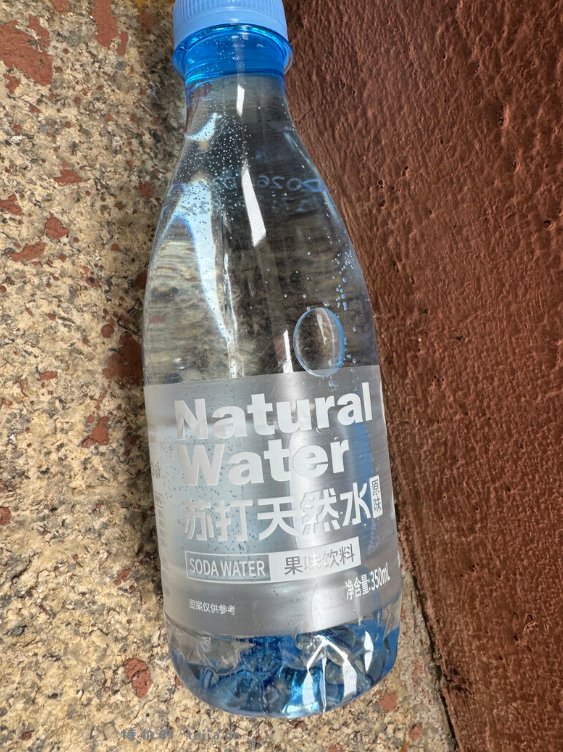 2026
Natural
Water
苏打天然水
原味
SODA WATER
果味饮料
净含量:350mL
图案仅供参考